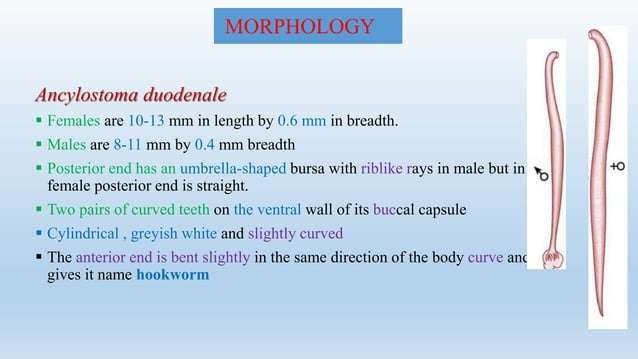 MORPHOLOGY
Ancylostoma duodenale
▪ Females are 10-13 mm in length by 0.6 mm in breadth.
▪ Males are 8-11 mm by 0.4 mm breadth
▪ Posterior end has an umbrella-shaped bursa with riblike rays in male but in
female posterior end is straight.
▪ Two pairs of curved teeth on the ventral wall of its buccal capsule
▪ Cylindrical , greyish white and slightly curved
▪ The anterior end is bent slightly in the same direction of the body curve and
gives it name hookworm
♂
♀